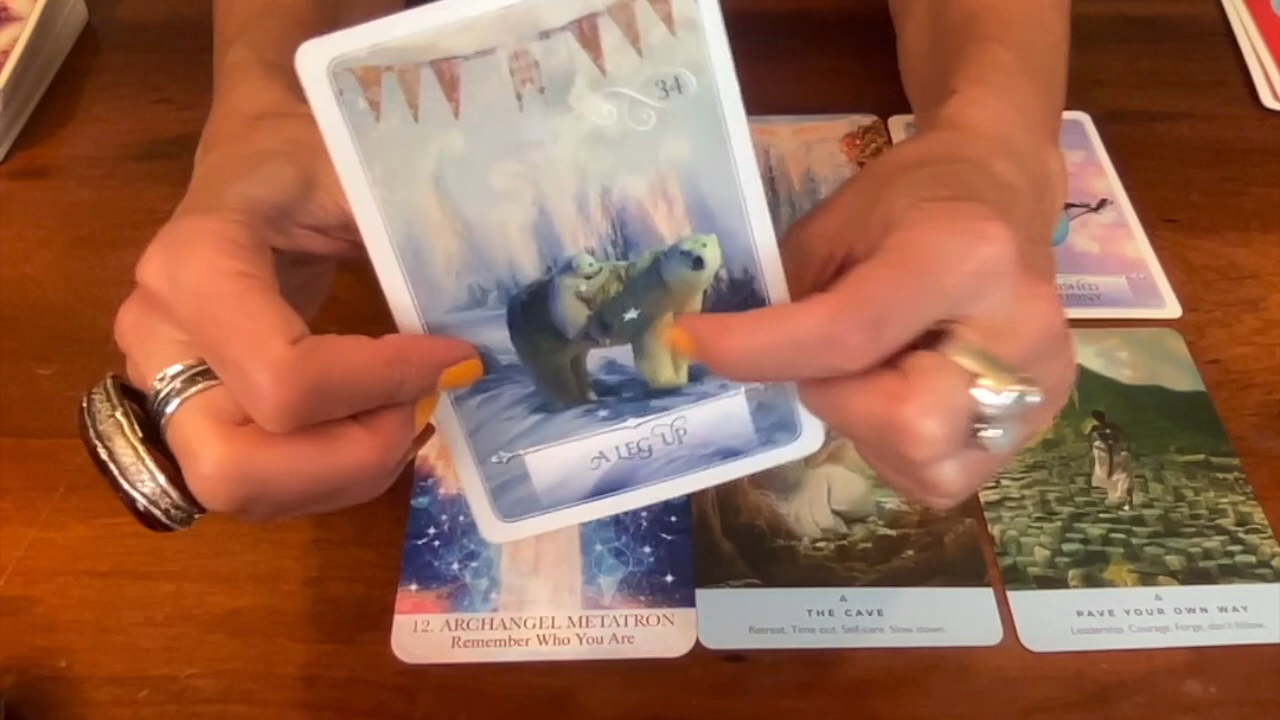 34
A LEG UP
12. ARCHANGEL METATRON
Remember Who You Are
THE CAVE
Retreat. Time out. Self-care. Slow down.
PAVE YOUR OWN WAY
Leadership. Courage. Forge, don't follow.